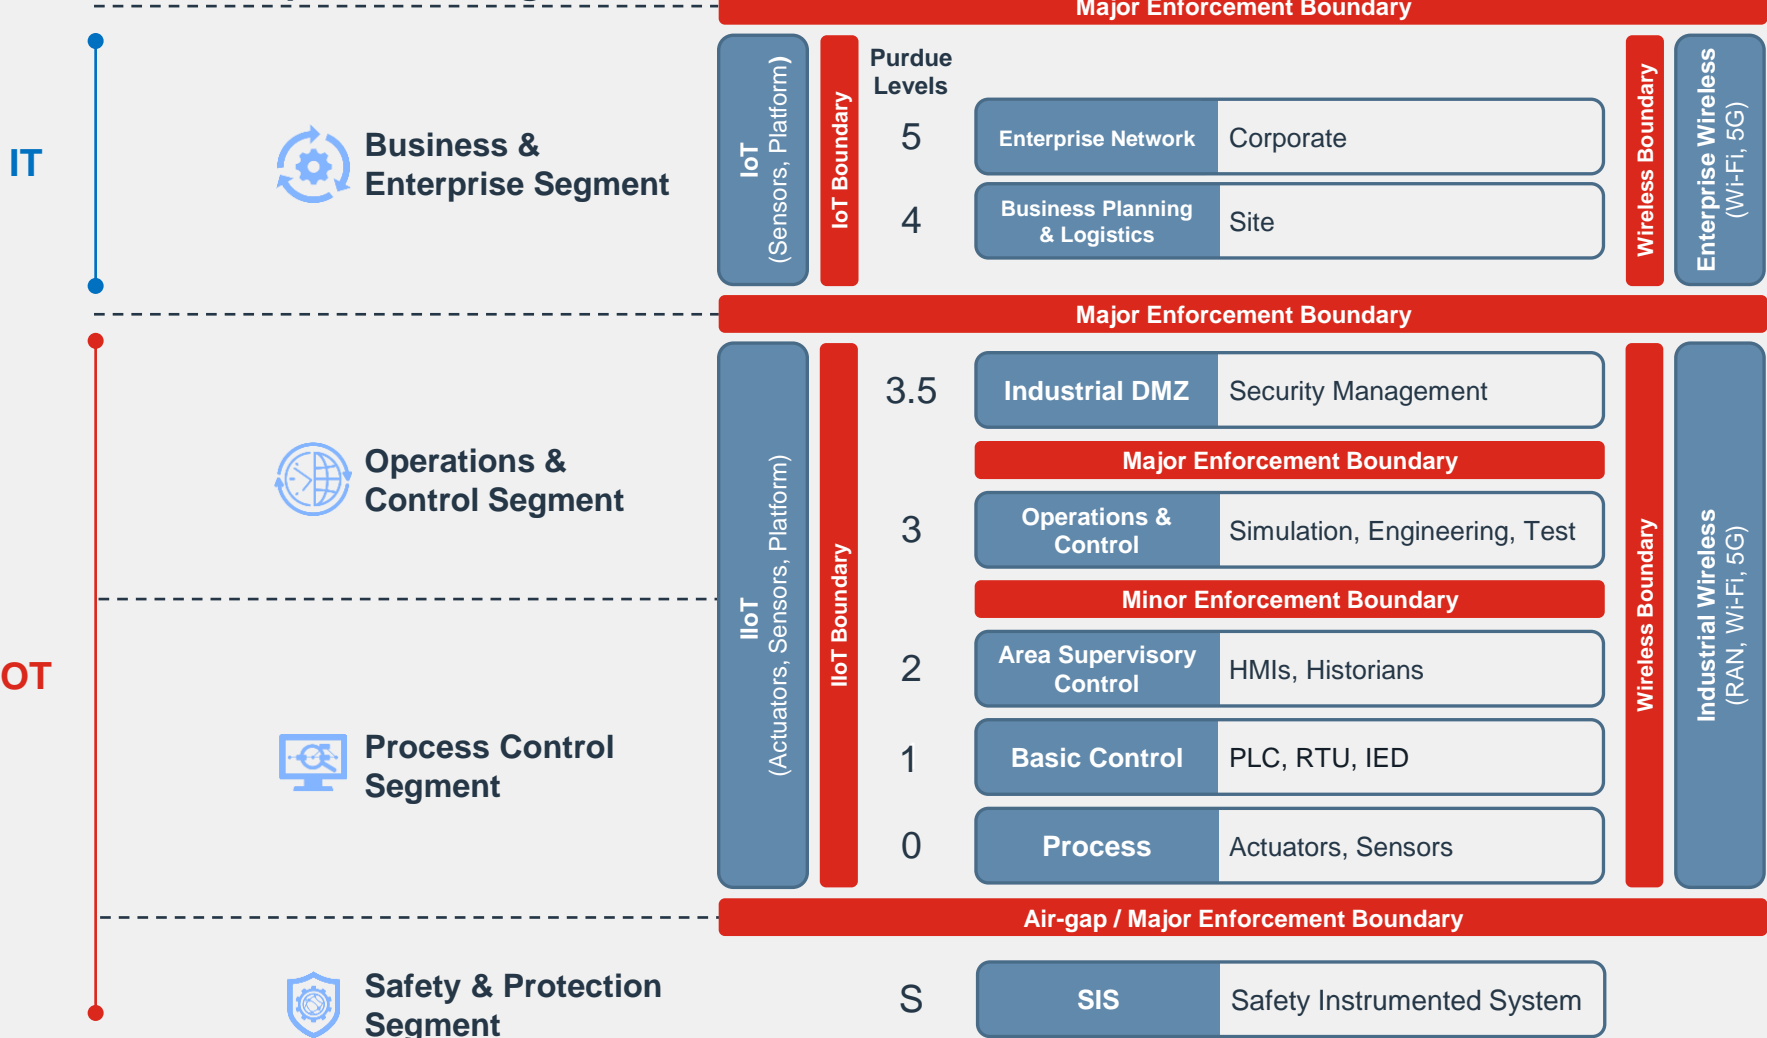 Major Enforcement Boundary
IT
Business &
Enterprise Segment
IoT
(Sensors, Platform)
IoT Boundary
Purdue
Levels
5
Enterprise Network
Corporate
4
Business Planning
& Logistics
Site
Wireless Boundary
Enterprise Wireless
(Wi-Fi, 5G)
Major Enforcement Boundary
OT
Operations &
Control Segment
Process Control
Segment
IIoT
(Actuators, Sensors, Platform)
IIoT Boundary
3.5
Industrial DMZ
Security Management
Major Enforcement Boundary
3
Operations &
Control
Simulation, Engineering, Test
Minor Enforcement Boundary
2
Area Supervisory
Control
HMIs, Historians
1
Basic Control
PLC, RTU, IED
0
Process
Actuators, Sensors
Wireless Boundary
Industrial Wireless
(RAN, Wi-Fi, 5G)
Air-gap / Major Enforcement Boundary
Safety & Protection
Segment
S
SIS
Safety Instrumented System